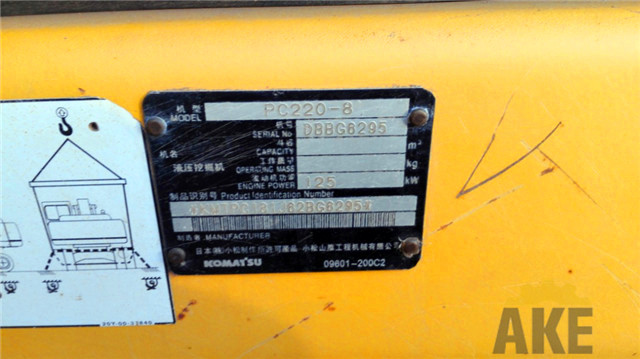 机型 MODEL PC220-8
机号 SERIAL No DBBG6295
斗容 CAPACITY m³
机名 液压挖掘机
工作质量 OPERATING MASS kg
发动机功率 ENGINE POWER 125 kW
制品识别号 Product Identification Number
制造名 MANUFACTURER
KOMATSU 09601-200C2
AKE